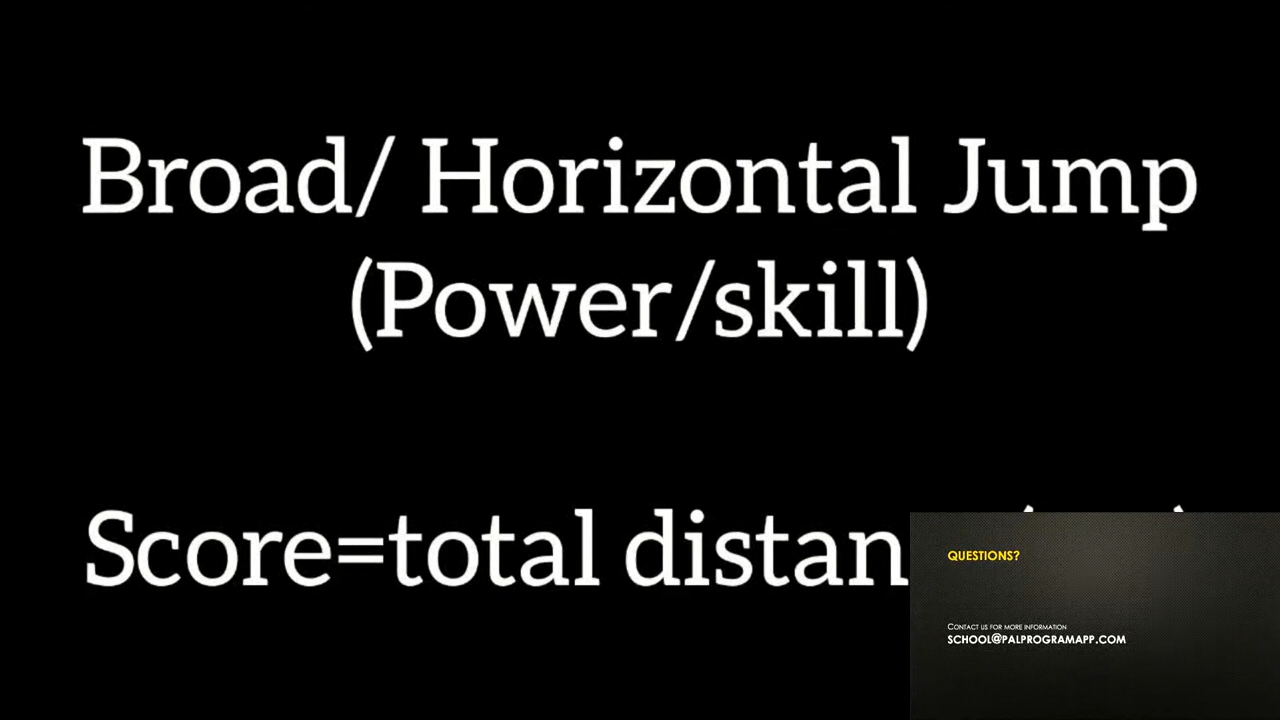 Broad/ Horizontal Jump
(Power/skill)
Score=total distan
QUESTIONS?
CONTACT US FOR MORE INFORMATION
SCHOOL@PALPROGRAMAPP.COM